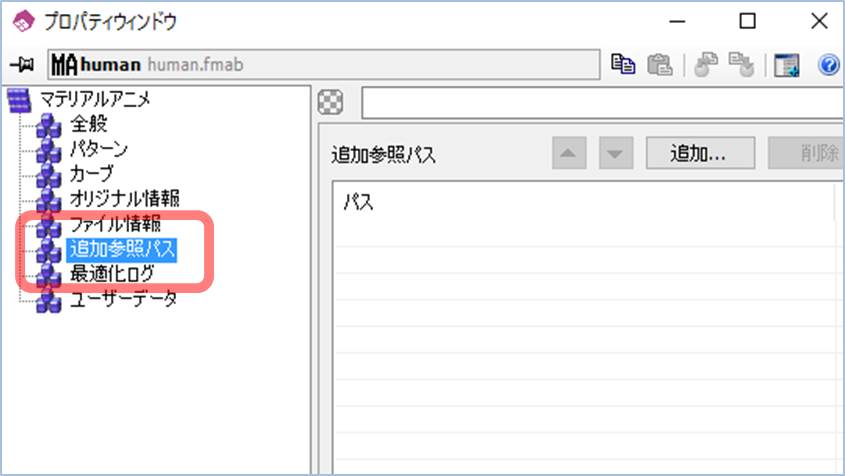 プロパティウィンドウ
MA human human.fmab
マテリアルアニメ
全般
パターン
カーブ
オリジナル情報
ファイル情報
追加参照パス
最適化ログ
ユーザーデータ
追加参照パス 追加... 削除
パス